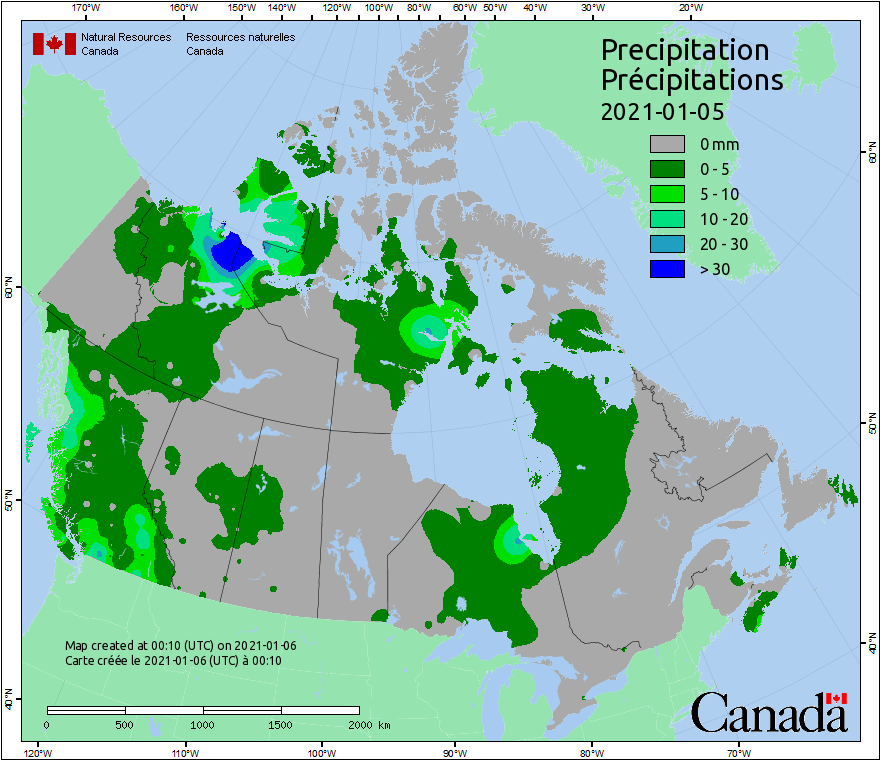 170°W 160°W 150°W 140°W 130°W 120°W 110°W 100°W 90°W 80°W 70°W 60°W 50°W 40°W 30°W 20°W
Natural Resources Ressources naturelles
Canada Canada
Precipitation
Précipitations
2021-01-05
0 mm
0 - 5
5 - 10
10 - 20
20 - 30
> 30
60°N
60°N
50°N
50°N
40°N
40°N
Map created at 00:10 (UTC) on 2021-01-06
Carte créée le 2021-01-06 (UTC) à 00:10
0 500 1000 1500 2000 km
Canada
120°W 110°W 100°W 90°W 80°W 70°W